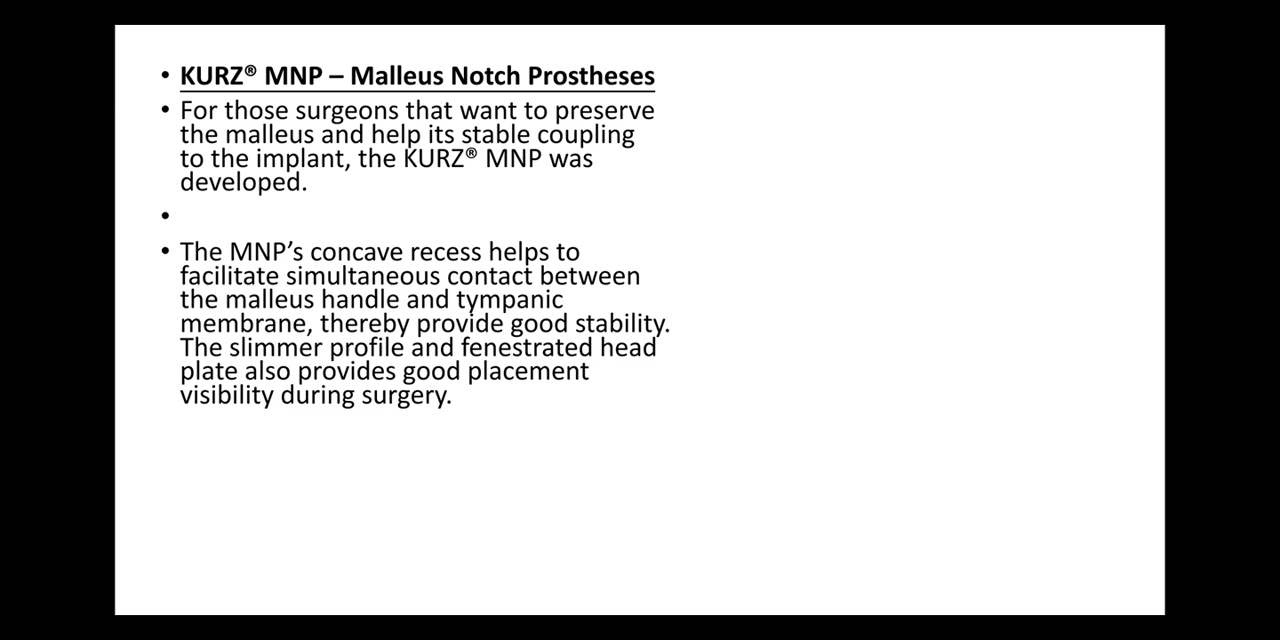 • KURZ® MNP – Malleus Notch Prostheses
• For those surgeons that want to preserve
the malleus and help its stable coupling
to the implant, the KURZ® MNP was
developed.
•
• The MNP’s concave recess helps to
facilitate simultaneous contact between
the malleus handle and tympanic
membrane, thereby provide good stability.
The slimmer profile and fenestrated head
plate also provides good placement
visibility during surgery.